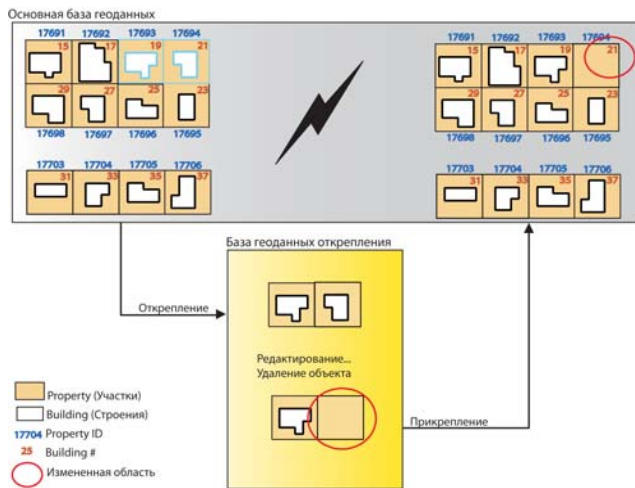 Основная база геоданных
17691 17692 17693 17694
15 17 19 21
29 27 25 23
17698 17697 17696 17695
17703 17704 17705 17706
31 33 35 37
17691 17692 17693 17694
15 17 19 21
29 27 25 23
17698 17697 17696 17695
17703 17704 17705 17706
31 33 35 37
База геоданных открепления
Открепление
Редактирование...
Удаление объекта
Прикрепление
Property (Участки)
Building (Строения)
17704 Property ID
25 Building #
Измененная область